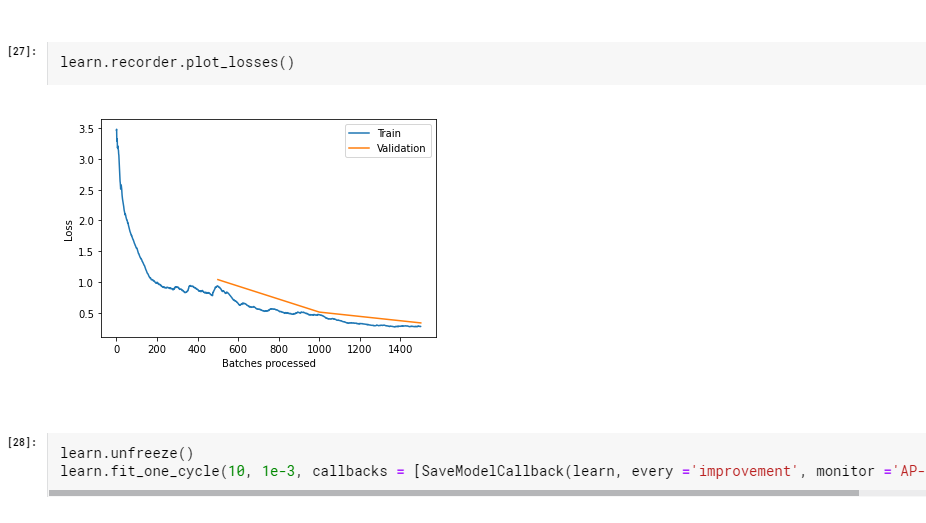 [27]:
learn.recorder.plot_losses()
Train
Validation
3.5
3.0
2.5
2.0
1.5
1.0
0.5
Loss
0 200 400 600 800 1000 1200 1400
Batches processed
[28]:
learn.unfreeze()
learn.fit_one_cycle(10, 1e-3, callbacks = [SaveModelCallback(learn, every ='improvement', monitor ='AP-